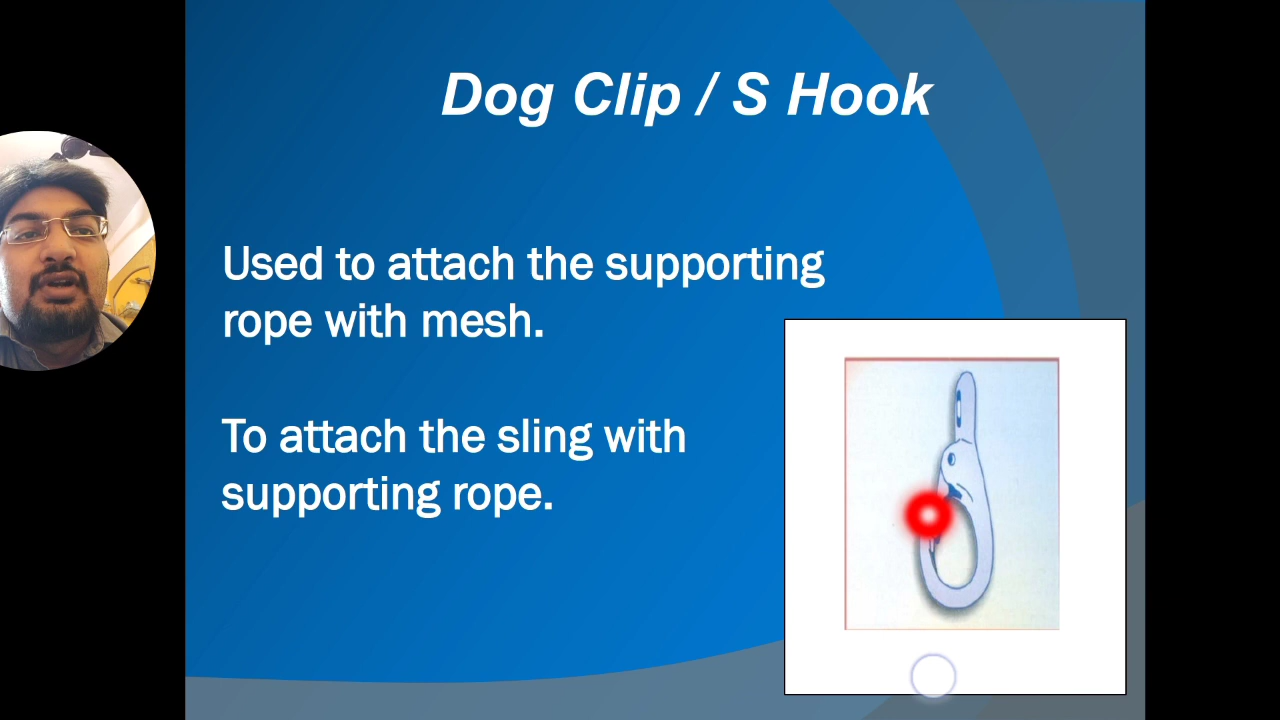 Dog Clip / S Hook
Used to attach the supporting
rope with mesh.
To attach the sling with
supporting rope.